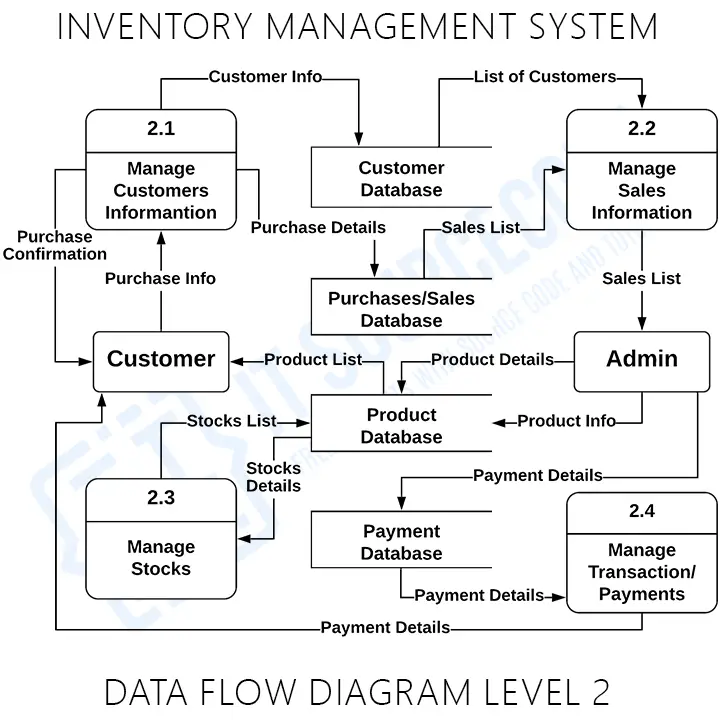 INVENTORY MANAGEMENT SYSTEM
Customer Info
List of Customers
2.1
Manage
Customers
Informantion
Customer
Database
2.2
Manage
Sales
Information
Purchase
Confirmation
Purchase Details
Sales List
Purchase Info
Purchases/Sales
Database
Sales List
Customer
Product List
Product Details
Admin
Stocks List
Product
Database
Product Info
Stocks
Details
Payment Details
2.3
Manage
Stocks
Payment
Database
2.4
Manage
Transaction/
Payments
Payment Details
Payment Details
DATA FLOW DIAGRAM LEVEL 2